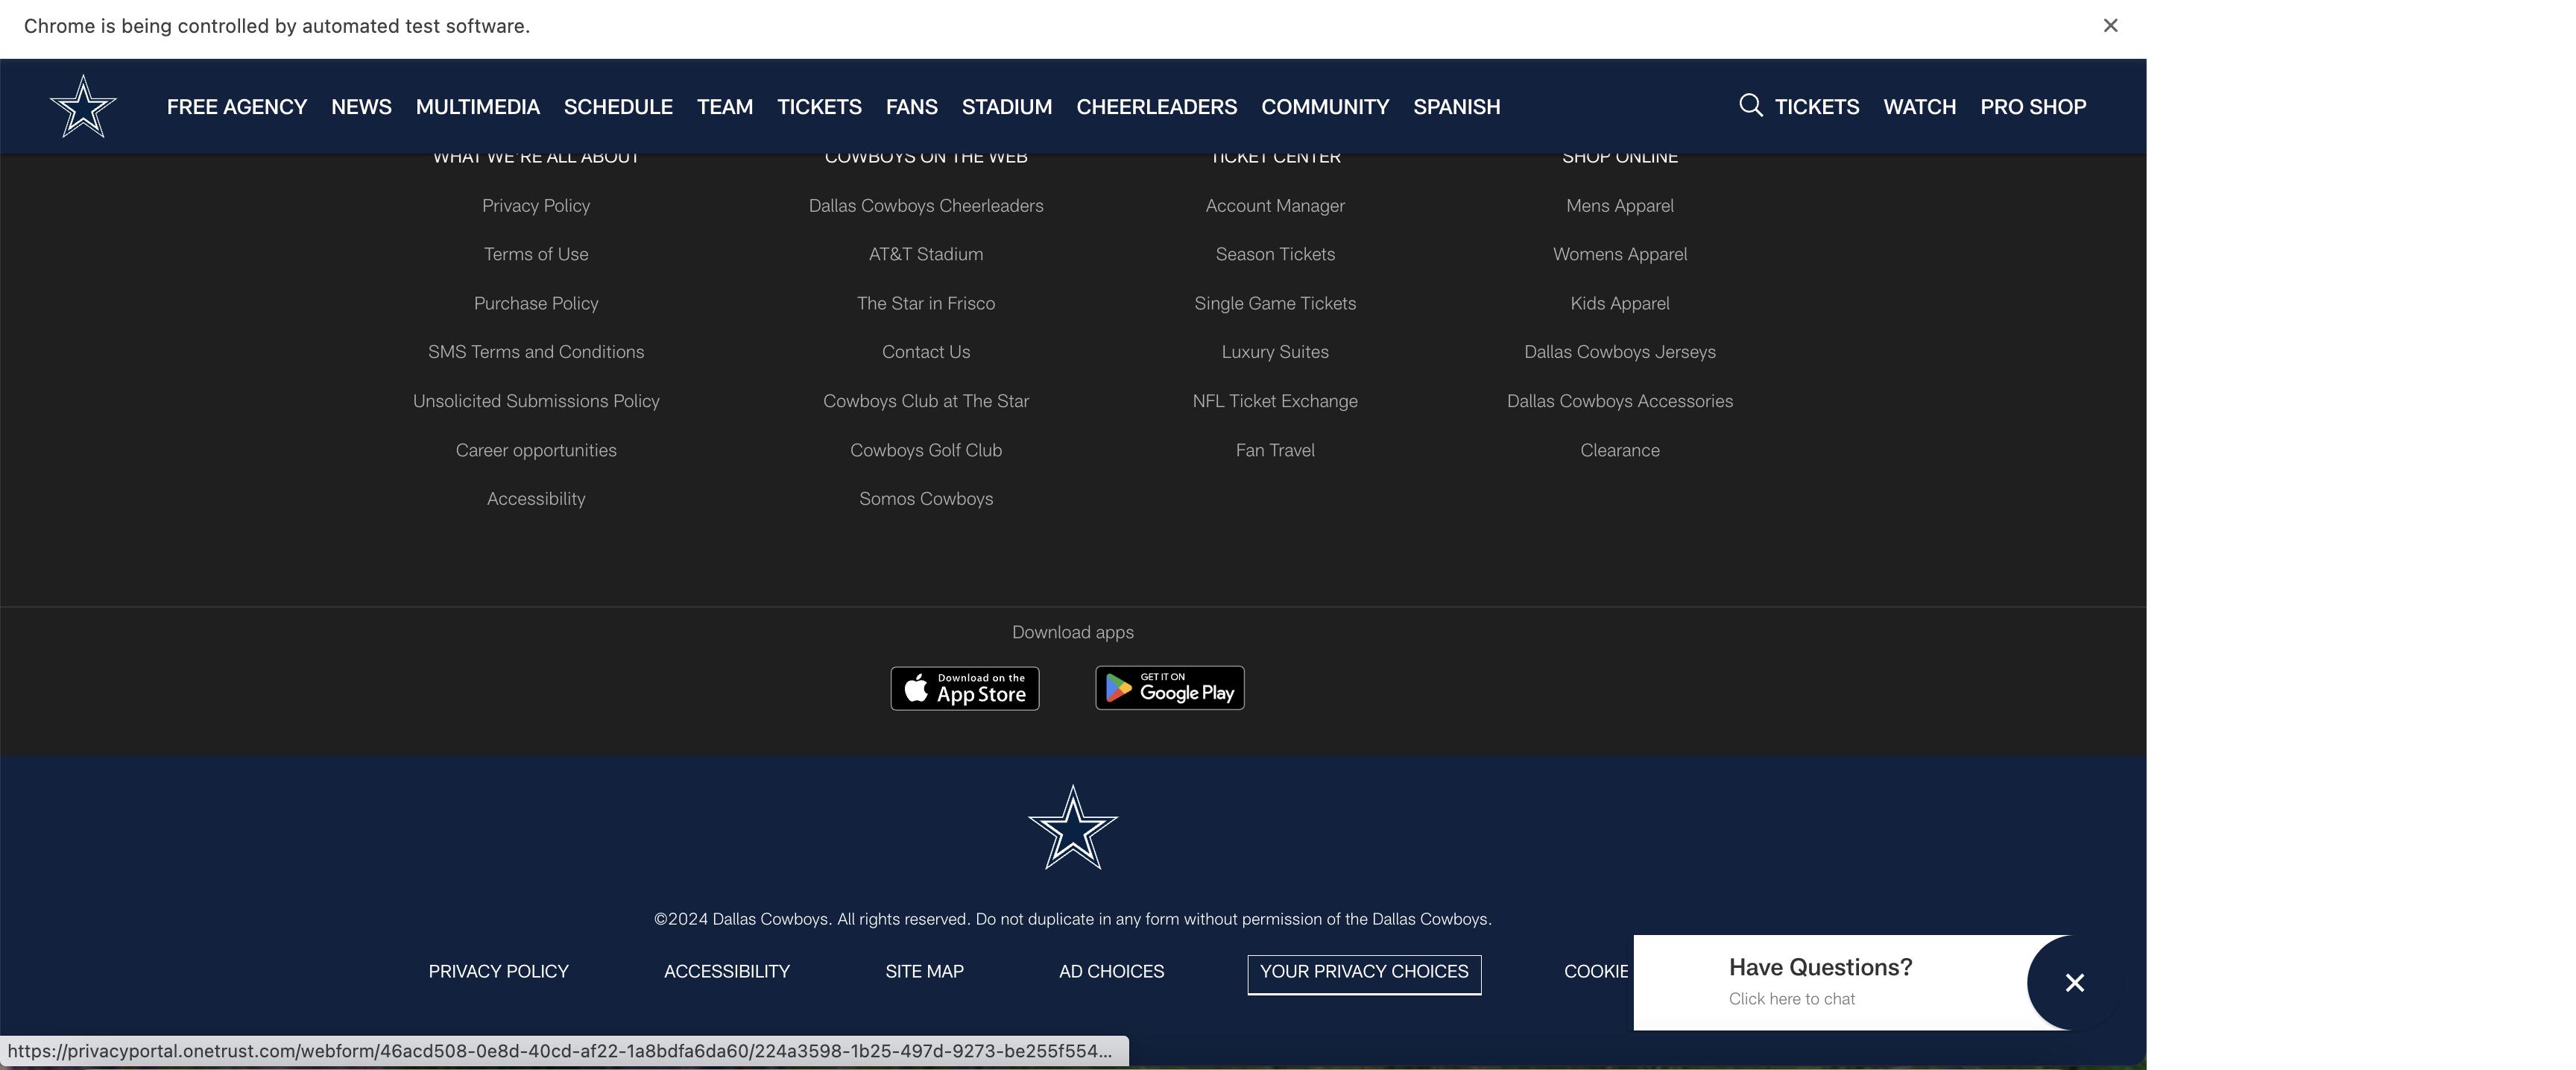 Chrome is being controlled by automated test software.
FREE AGENCY NEWS MULTIMEDIA SCHEDULE TEAM TICKETS FANS STADIUM CHEERLEADERS COMMUNITY SPANISH TICKETS WATCH PRO SHOP
WHAT WE'RE ALL ABOUT
Privacy Policy
Terms of Use
Purchase Policy
SMS Terms and Conditions
Unsolicited Submissions Policy
Career opportunities
Accessibility
COWBOYS ON THE WEB
Dallas Cowboys Cheerleaders
AT&T Stadium
The Star in Frisco
Contact Us
Cowboys Club at The Star
Cowboys Golf Club
Somos Cowboys
TICKET CENTER
Account Manager
Season Tickets
Single Game Tickets
Luxury Suites
NFL Ticket Exchange
Fan Travel
SHOP ONLINE
Mens Apparel
Womens Apparel
Kids Apparel
Dallas Cowboys Jerseys
Dallas Cowboys Accessories
Clearance
Download apps
Download on the
App Store
GET IT ON
Google Play
©2024 Dallas Cowboys. All rights reserved. Do not duplicate in any form without permission of the Dallas Cowboys.
PRIVACY POLICY ACCESSIBILITY SITE MAP AD CHOICES YOUR PRIVACY CHOICES COOKIE
Have Questions?
Click here to chat
https://privacyportal.onetrust.com/webform/46acd508-0e8d-40cd-af22-1a8bdfa6da60/224a3598-1b25-497d-9273-be255f554...